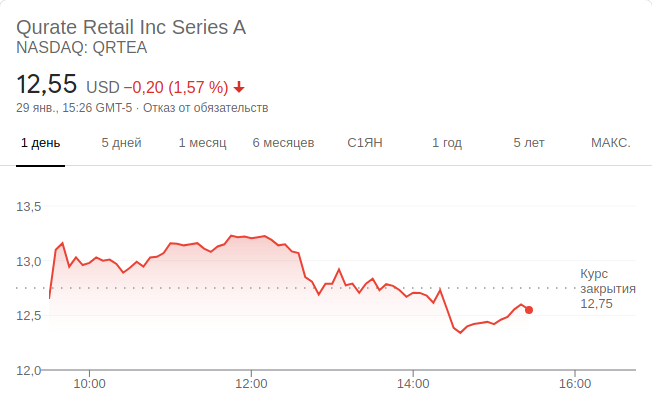 Qurate Retail Inc Series A
NASDAQ: QRTEA
12,55 USD −0,20 (1,57 %)
29 янв., 15:26 GMT-5 · Отказ от обязательств
1 день 5 дней 1 месяц 6 месяцев С1ЯН 1 год 5 лет МАКС.
13,5
13,0
12,5
12,0
Курс
закрытия
12,75
10:00 12:00 14:00 16:00